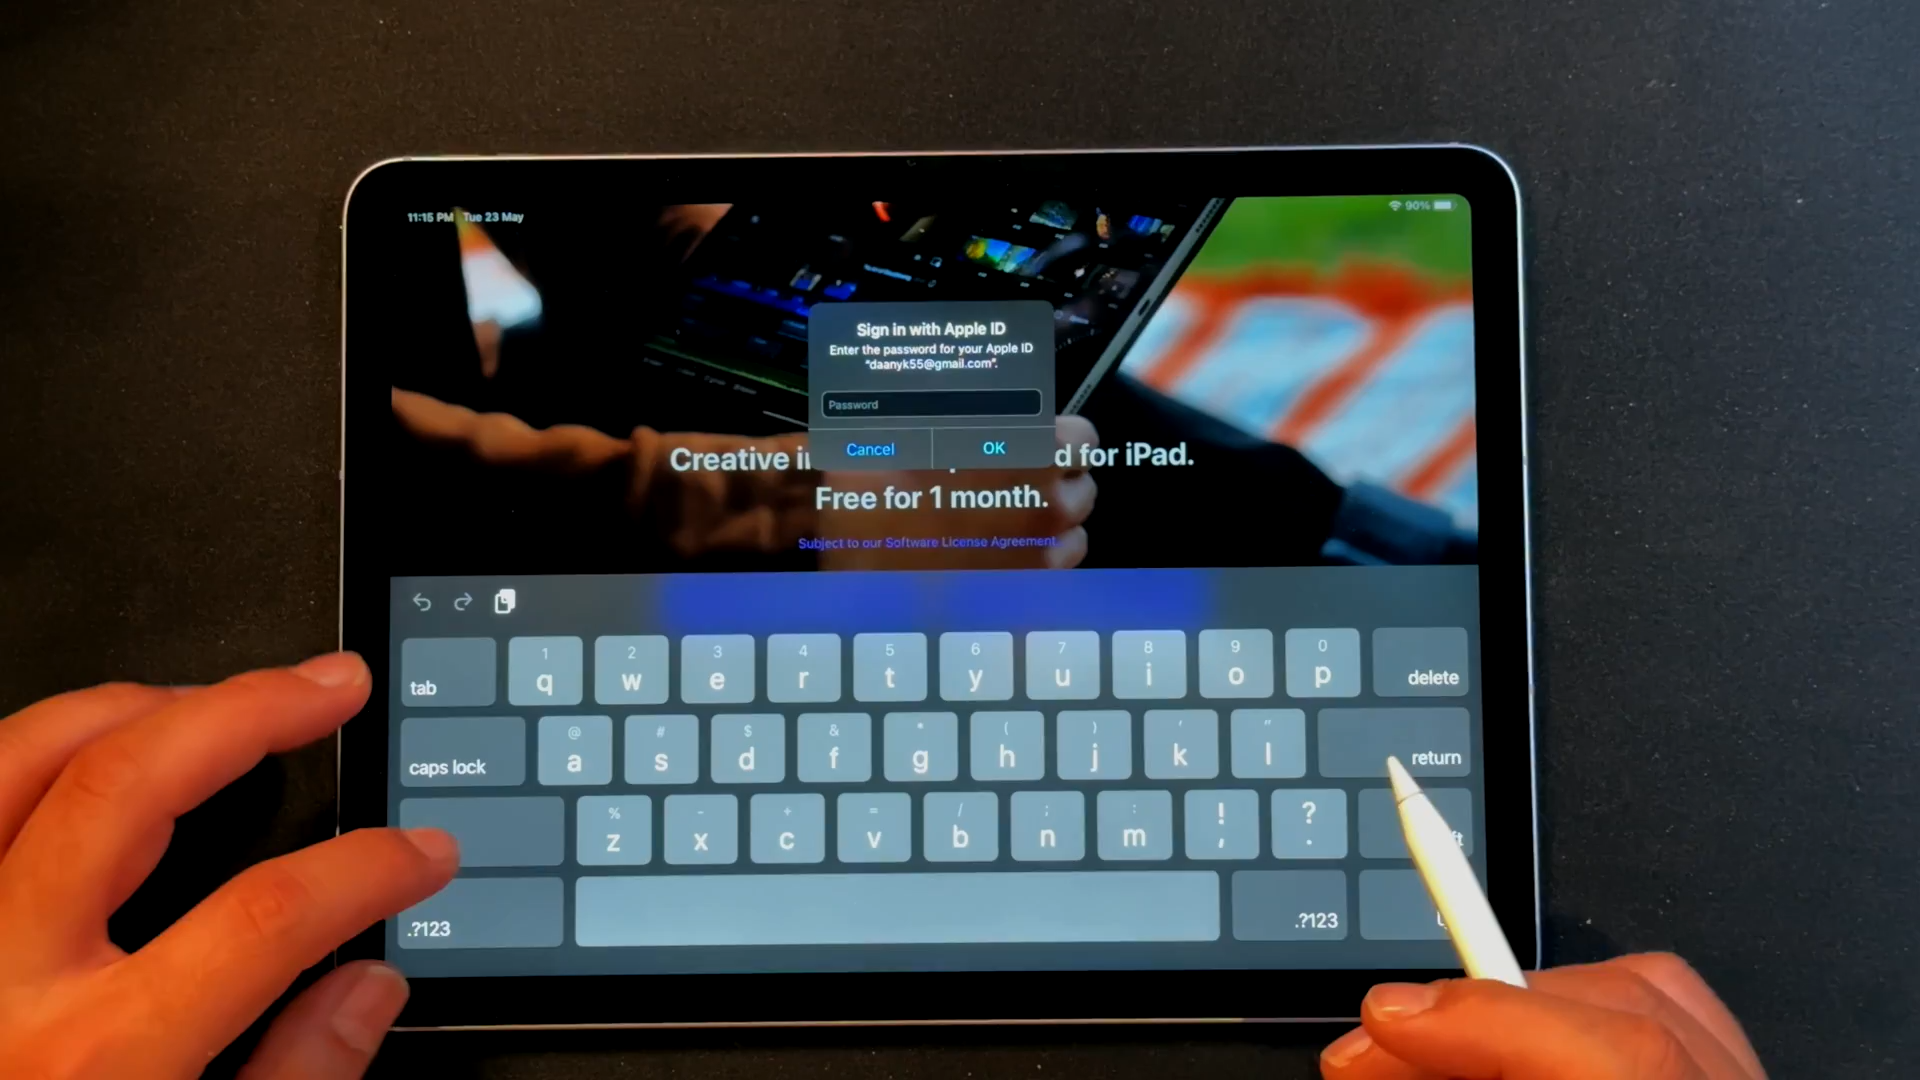 11:15 PM Tue 23 May
90%
Sign in with Apple ID
Enter the password for your Apple ID
"daanyk55@gmail.com".
Password
Cancel OK
Creative d for iPad.
Free for 1 month.
Subject to our Software License Agreement.
1 2 3 4 5 6 7 8 9 0
tab q w e r t y u i o p delete
@ # $ & * ( ) ' "
caps lock a s d f g h j k l return
% - + = / ; : ! ?
z x c v b n m , .
.?123 .?123